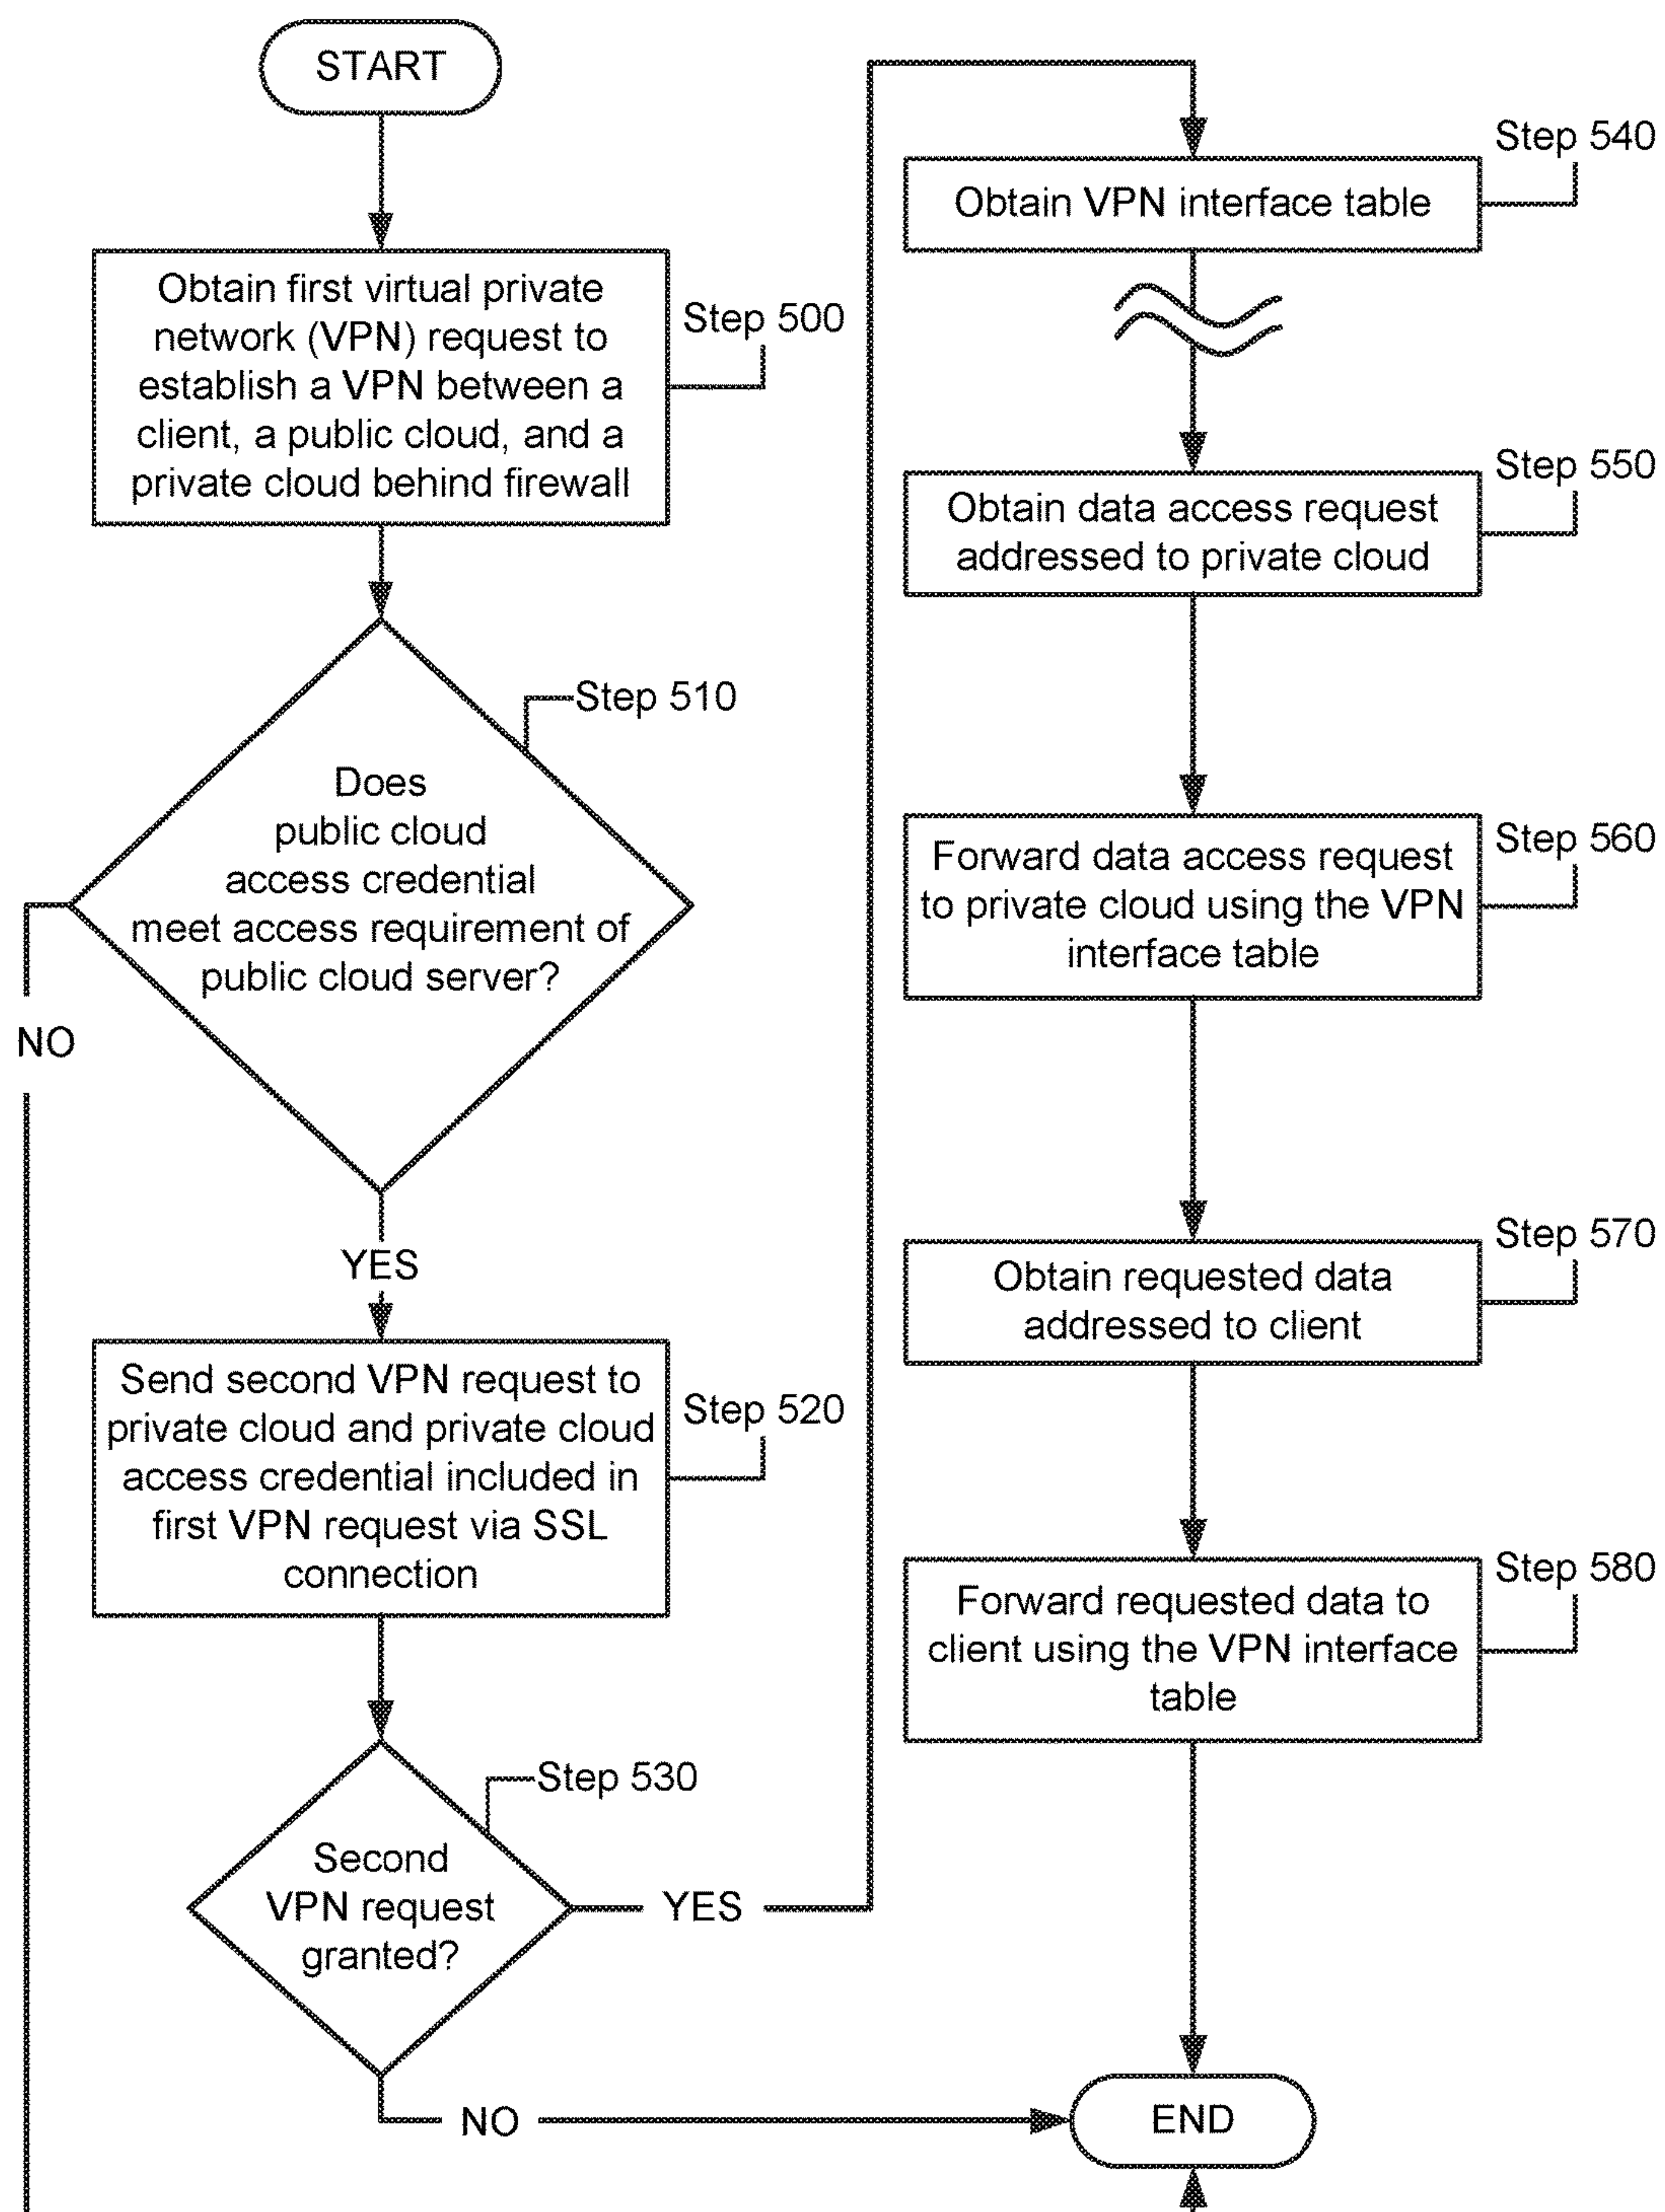 START
Obtain first virtual private
network (VPN) request to
establish a VPN between a
client, a public cloud, and a
private cloud behind firewall
Step 500
Step 510
Does
public cloud
access credential
meet access requirement of
public cloud server?
NO
YES
Send second VPN request to
private cloud and private cloud
access credential included in
first VPN request via SSL
connection
Step 520
Step 530
Second
VPN request
granted?
YES
NO
Step 540
Obtain VPN interface table
Step 550
Obtain data access request
addressed to private cloud
Step 560
Forward data access request
to private cloud using the VPN
interface table
Step 570
Obtain requested data
addressed to client
Step 580
Forward requested data to
client using the VPN interface
table
END